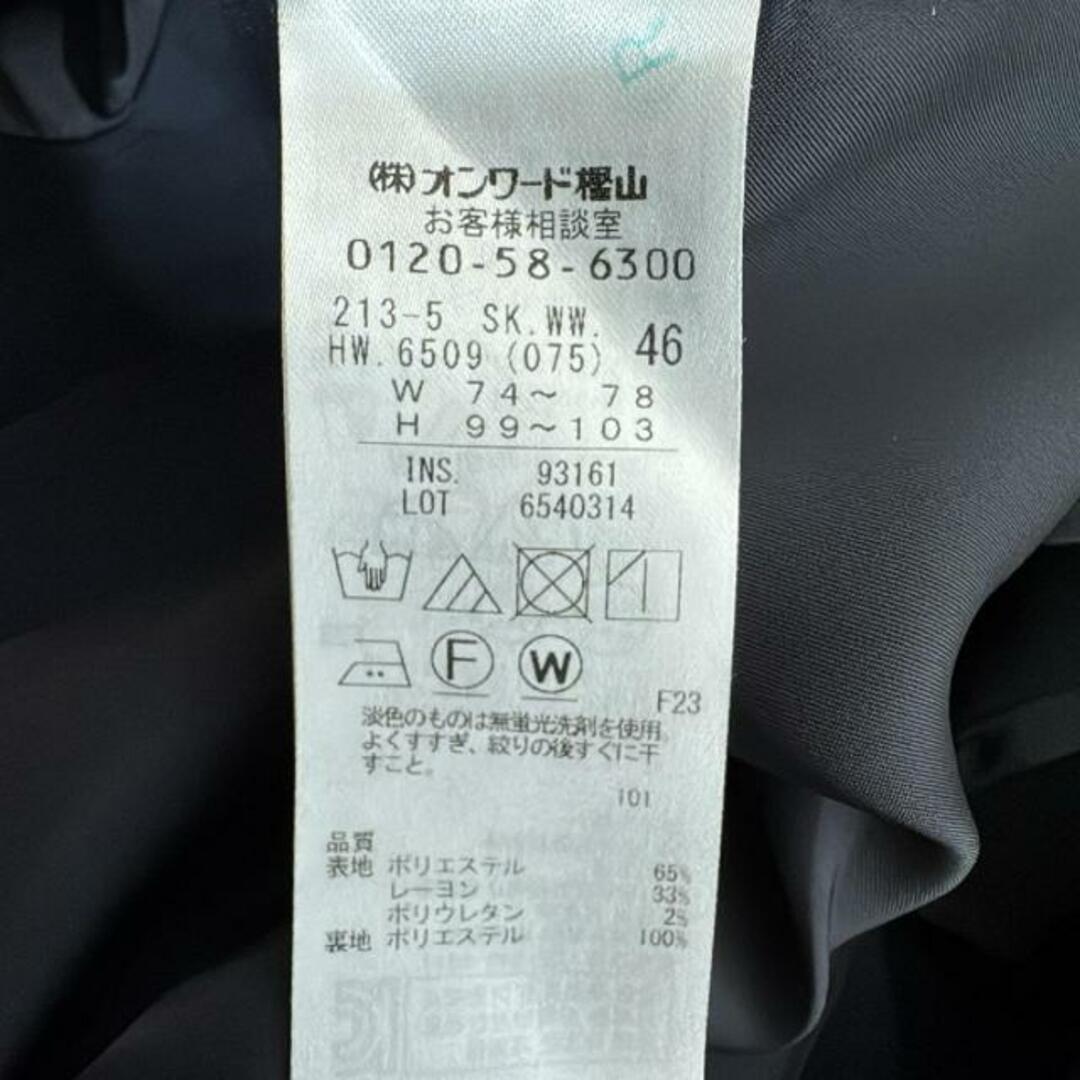 R
(株)オンワード樫山
お客様相談室
0120-58-6300
213-5 SK.WW.
HW.6509(075) 46
W 74～ 78
H 99～103
INS. 93161
LOT 6540314
F W
F23
淡色のものは無蛍光洗剤を使用。
よくすすぎ、絞りの後すぐに干
すこと。
101
品質
表地 ポリエステル 65%
レーヨン 33%
ポリウレタン 2%
裏地 ポリエステル 100%